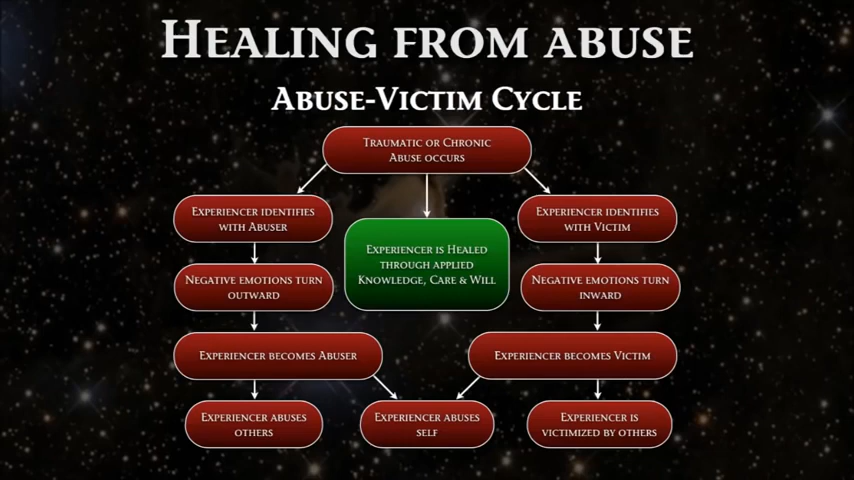 Healing from abuse
Abuse-Victim Cycle
Traumatic or Chronic
Abuse occurs
Experiencer identifies
with Abuser
Experiencer identifies
with Victim
Experiencer is Healed
through applied
Knowledge, Care & Will
Negative emotions turn
outward
Negative emotions turn
inward
Experiencer becomes Abuser
Experiencer becomes Victim
Experiencer abuses
others
Experiencer abuses
self
Experiencer is
victimized by others